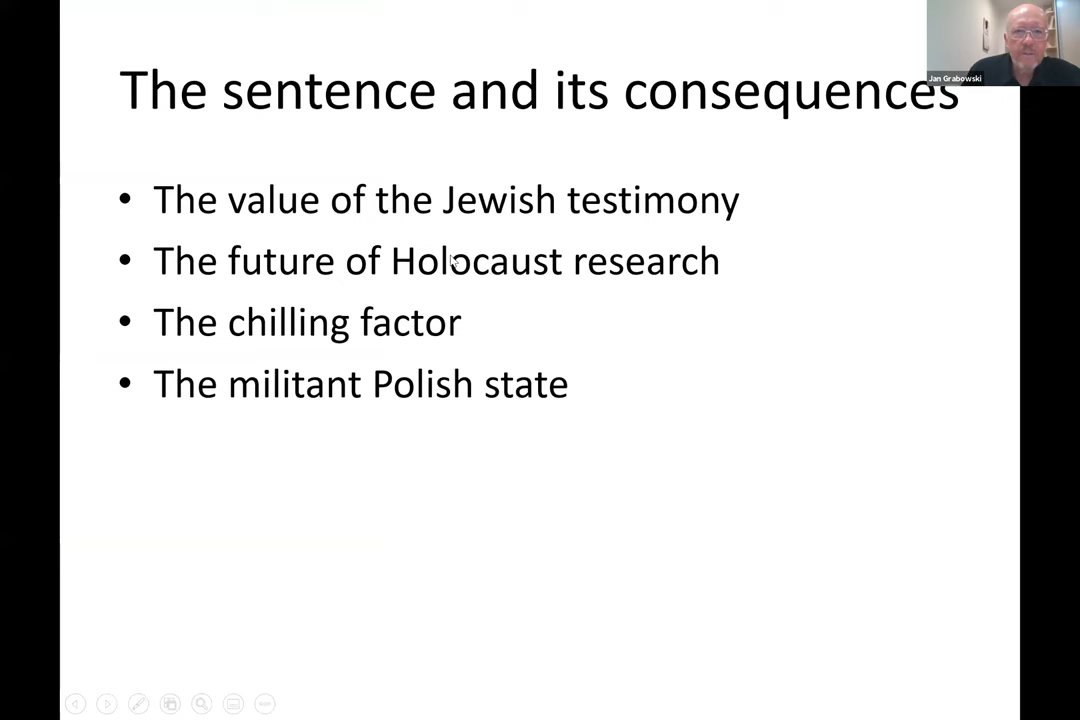 Jan Grabowski
The sentence and its consequences
• The value of the Jewish testimony
• The future of Holocaust research
• The chilling factor
• The militant Polish state